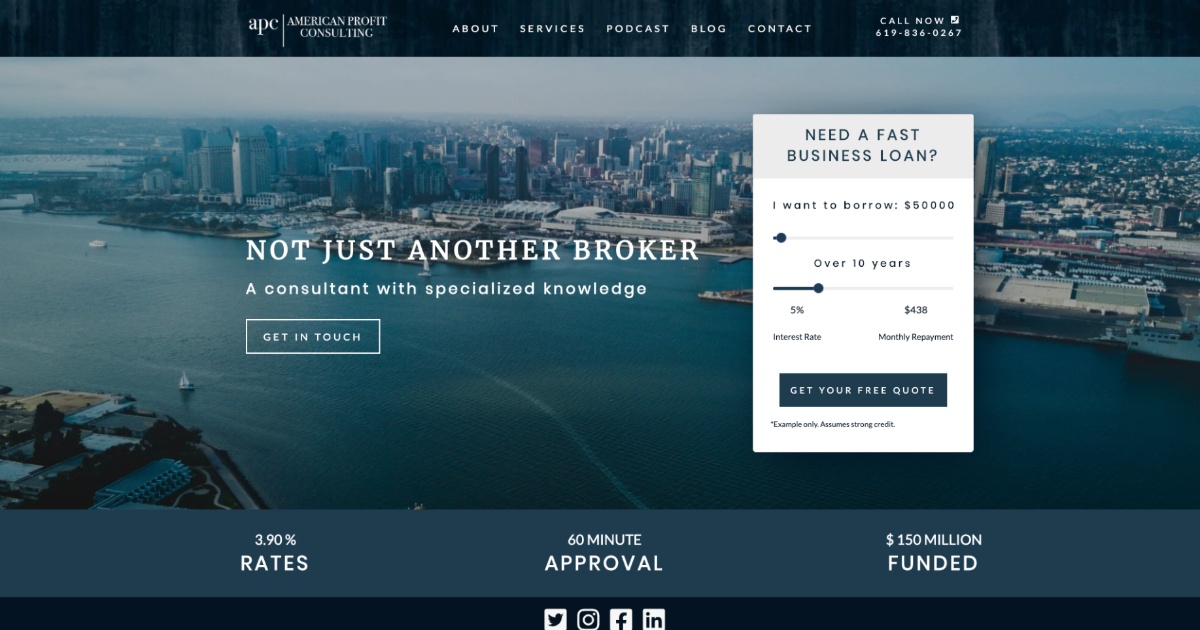 apc
AMERICAN PROFIT
CONSULTING
ABOUT SERVICES PODCAST BLOG CONTACT
CALL NOW
619-836-0267
NOT JUST ANOTHER BROKER
A consultant with specialized knowledge
GET IN TOUCH
NEED A FAST
BUSINESS LOAN?
I want to borrow: $50000
Over 10 years
5% $438
Interest Rate Monthly Repayment
GET YOUR FREE QUOTE
*Example only. Assumes strong credit.
3.90 % 60 MINUTE $ 150 MILLION
RATES APPROVAL FUNDED